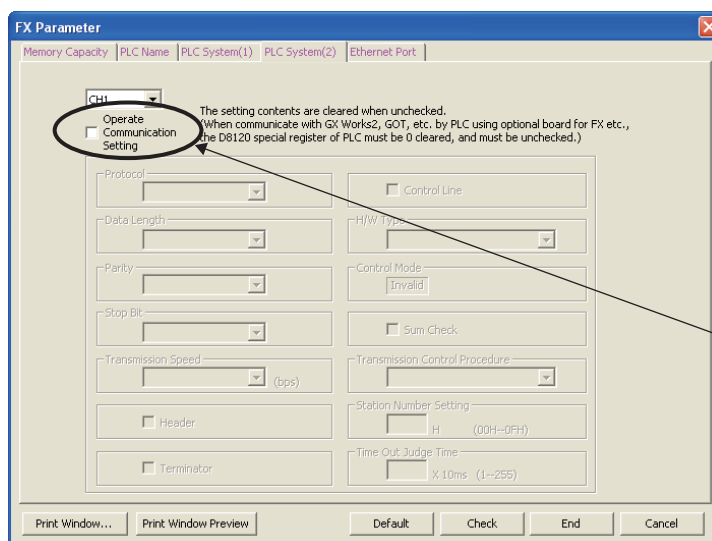 FX Parameter
Memory Capacity PLC Name PLC System(1) PLC System(2) Ethernet Port
CH1
Operate
Communication
Setting
The setting contents are cleared when unchecked.
(When communicate with GX Works2, GOT, etc. by PLC using optional board for FX etc.,
the D8120 special register of PLC must be 0 cleared, and must be unchecked.)
Protocol
Control Line
Data Length
H/W Type
Parity
Control Mode
Invalid
Stop Bit
Sum Check
Transmission Speed
(bps)
Transmission Control Procedure
Header
Station Number Setting
H (00H--0FH)
Terminator
Time Out Judge Time
X 10ms (1--255)
Print Window... Print Window Preview Default Check End Cancel